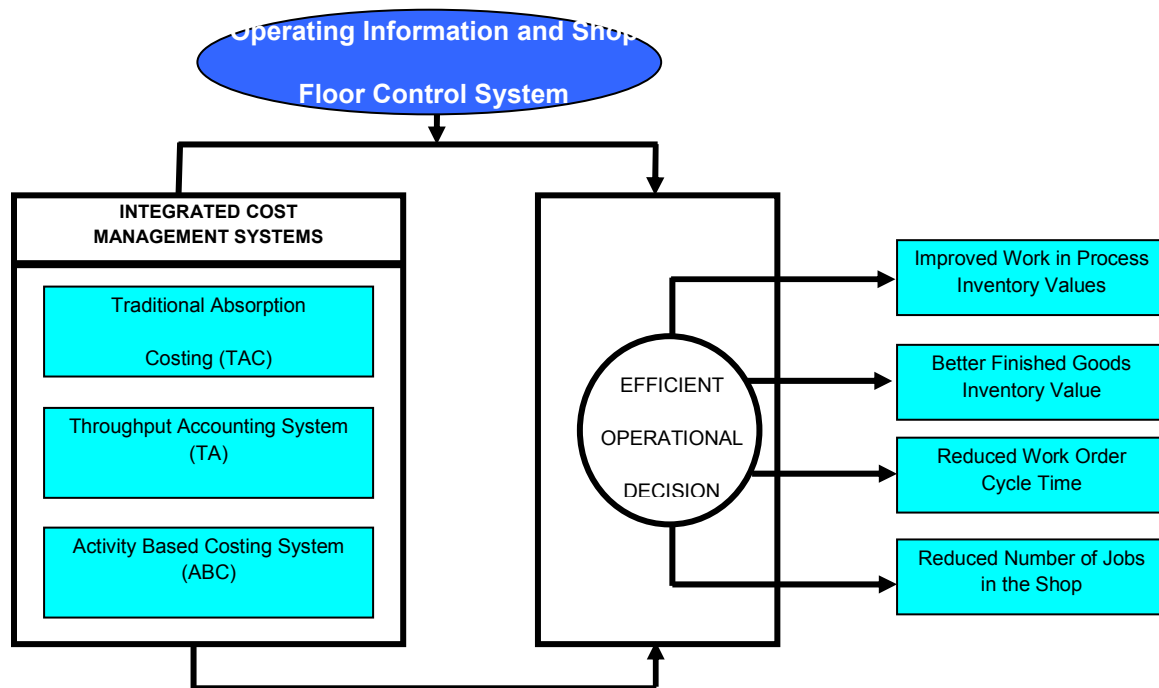 Operating Information and Shop
Floor Control System
INTEGRATED COST
MANAGEMENT SYSTEMS
Traditional Absorption
Costing (TAC)
Throughput Accounting System
(TA)
Activity Based Costing System
(ABC)
EFFICIENT
OPERATIONAL
DECISION
Improved Work in Process
Inventory Values
Better Finished Goods
Inventory Value
Reduced Work Order
Cycle Time
Reduced Number of Jobs
in the Shop